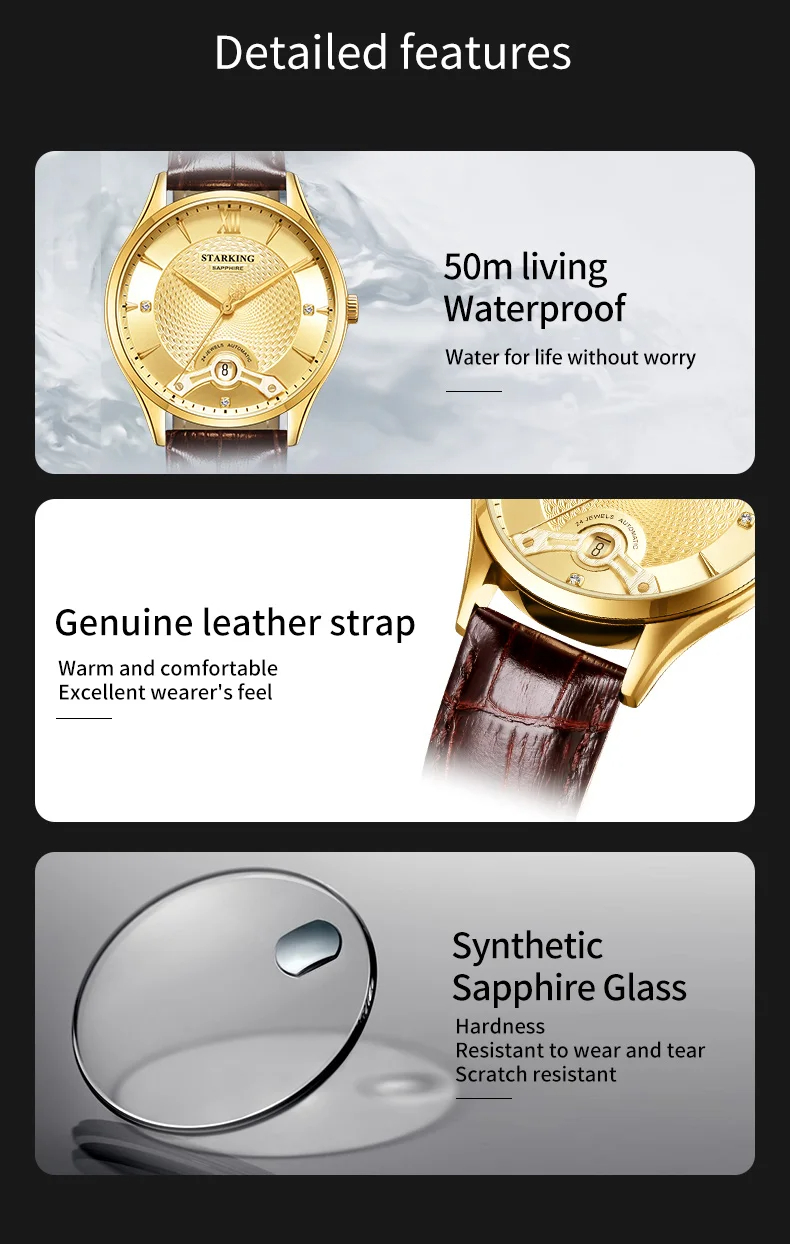 Detailed features
XII
STARKING
SAPPHIRE
24 JEWELS AUTOMATIC
8
50m living
Waterproof
Water for life without worry
24 JEWELS AUTOMATIC
8
Genuine leather strap
Warm and comfortable
Excellent wearer's feel
Synthetic
Sapphire Glass
Hardness
Resistant to wear and tear
Scratch resistant